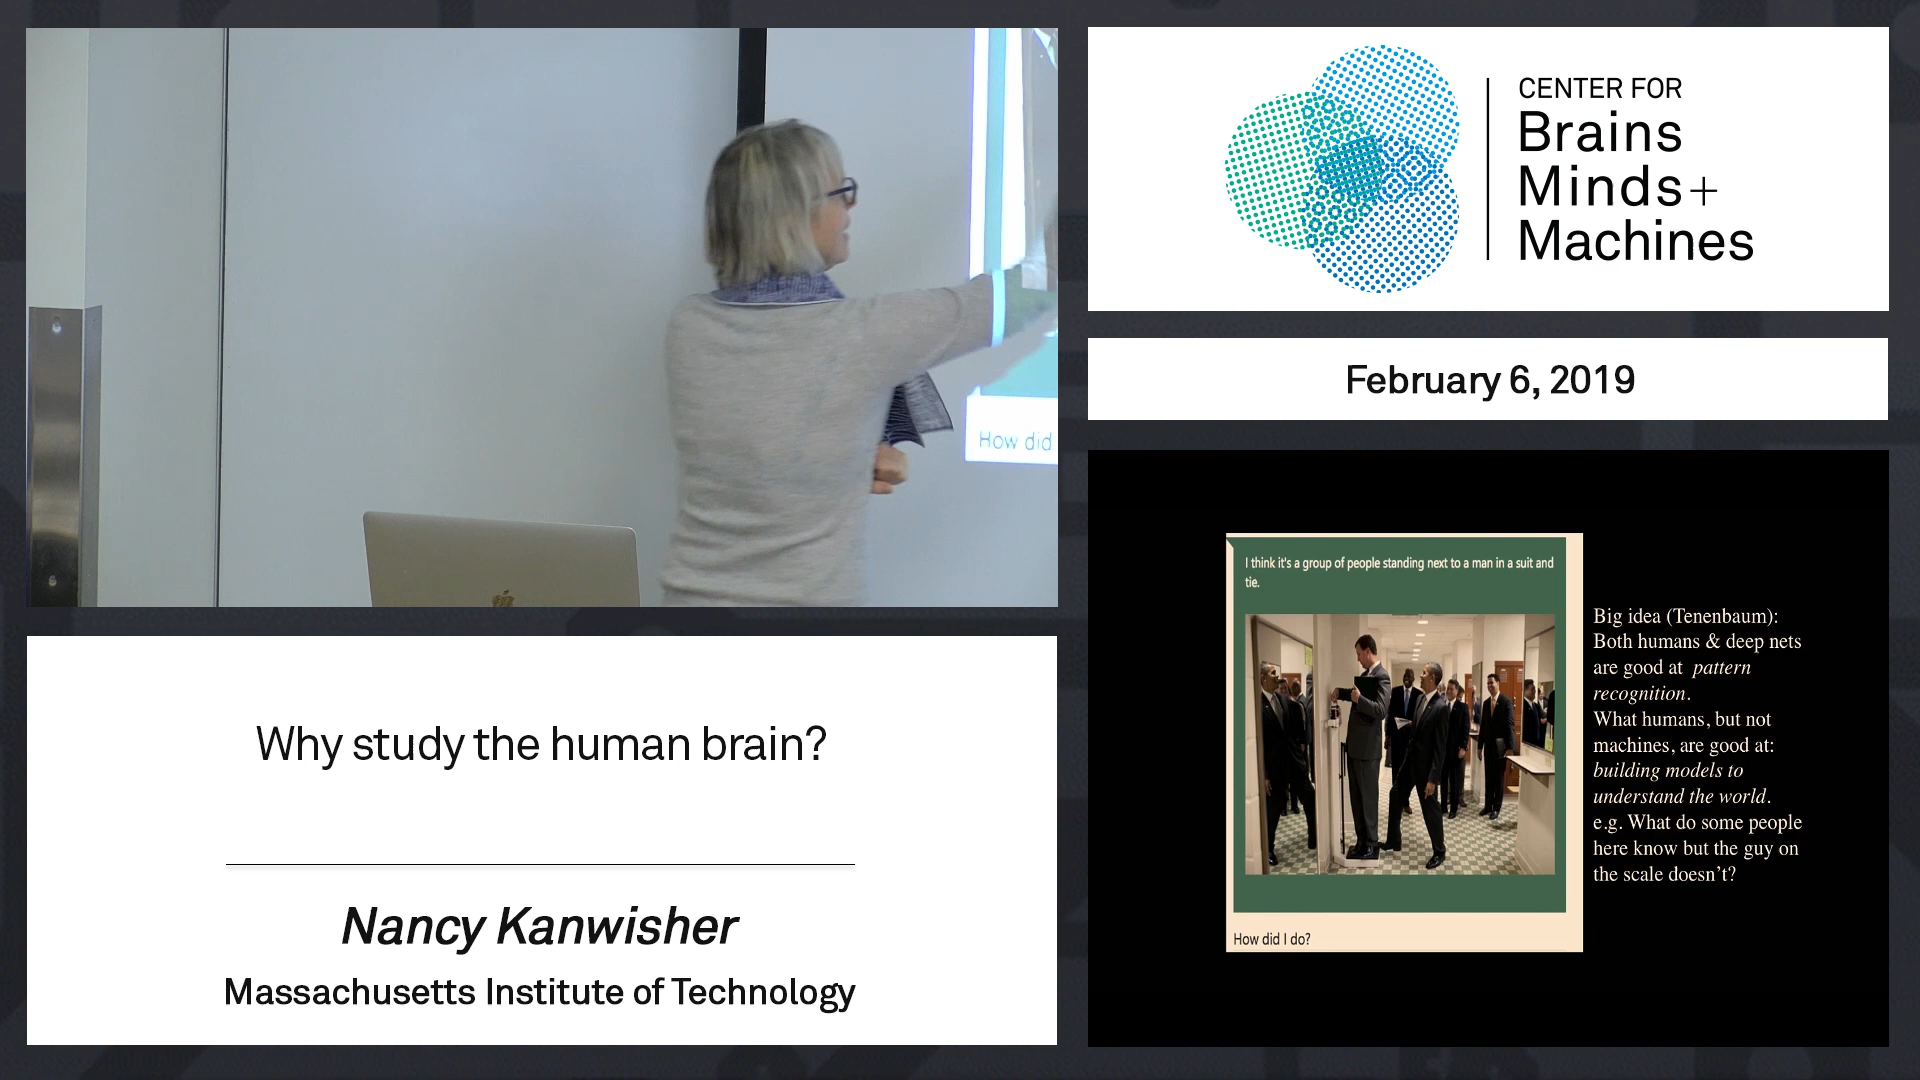 How did
CENTER FOR
Brains
Minds+
Machines
February 6, 2019
Why study the human brain?
Nancy Kanwisher
Massachusetts Institute of Technology
I think it's a group of people standing next to a man in a suit and
tie.
How did I do?
Big idea (Tenenbaum):
Both humans & deep nets
are good at pattern
recognition.
What humans, but not
machines, are good at:
building models to
understand the world.
e.g. What do some people
here know but the guy on
the scale doesn't?